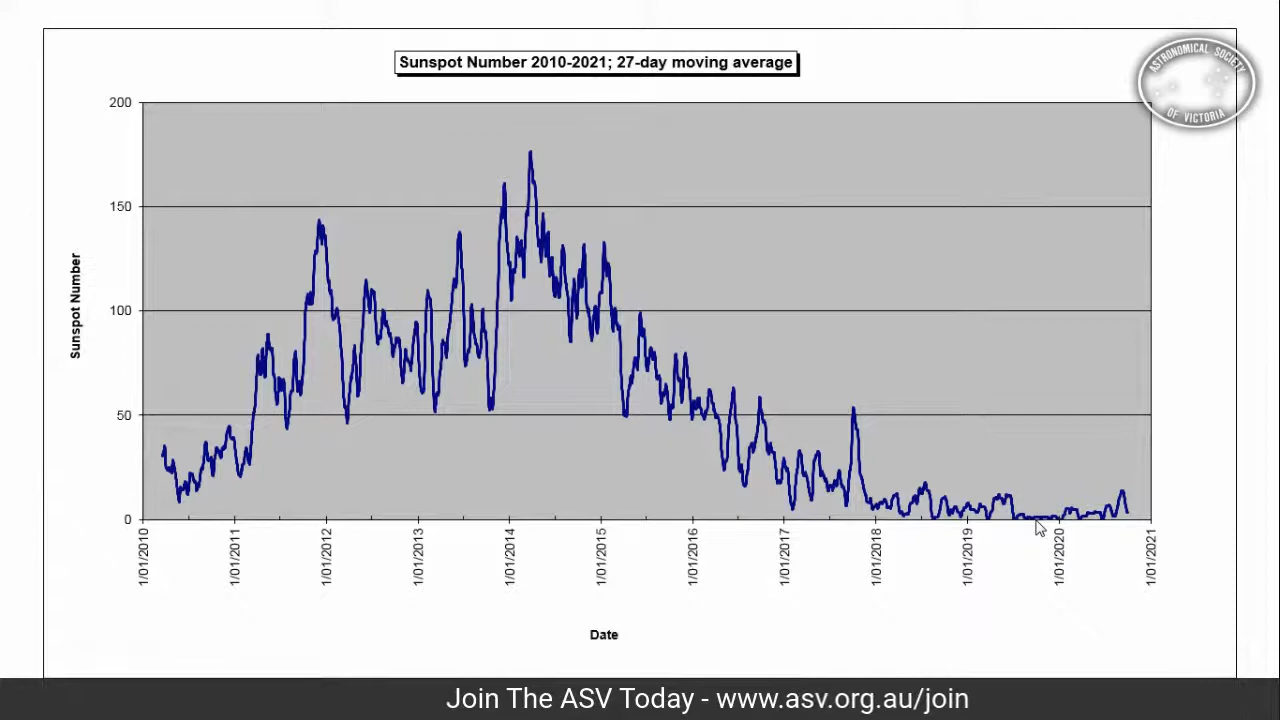 Sunspot Number 2010-2021; 27-day moving average
ASTRONOMICAL SOCIETY
OF VICTORIA
200
150
100
50
0
Sunspot Number
1/01/2010
1/01/2011
1/01/2012
1/01/2013
1/01/2014
1/01/2015
1/01/2016
1/01/2017
1/01/2018
1/01/2019
1/01/2020
1/01/2021
Date
Join The ASV Today - www.asv.org.au/join